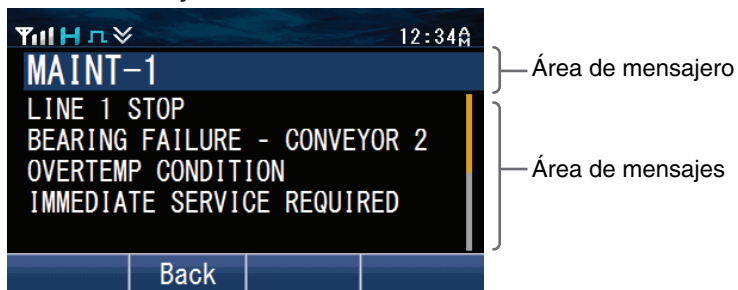 H 12:34AM
MAINT-1
Área de mensajero
LINE 1 STOP
BEARING FAILURE - CONVEYOR 2
OVERTEMP CONDITION
Área de mensajes
IMMEDIATE SERVICE REQUIRED
Back